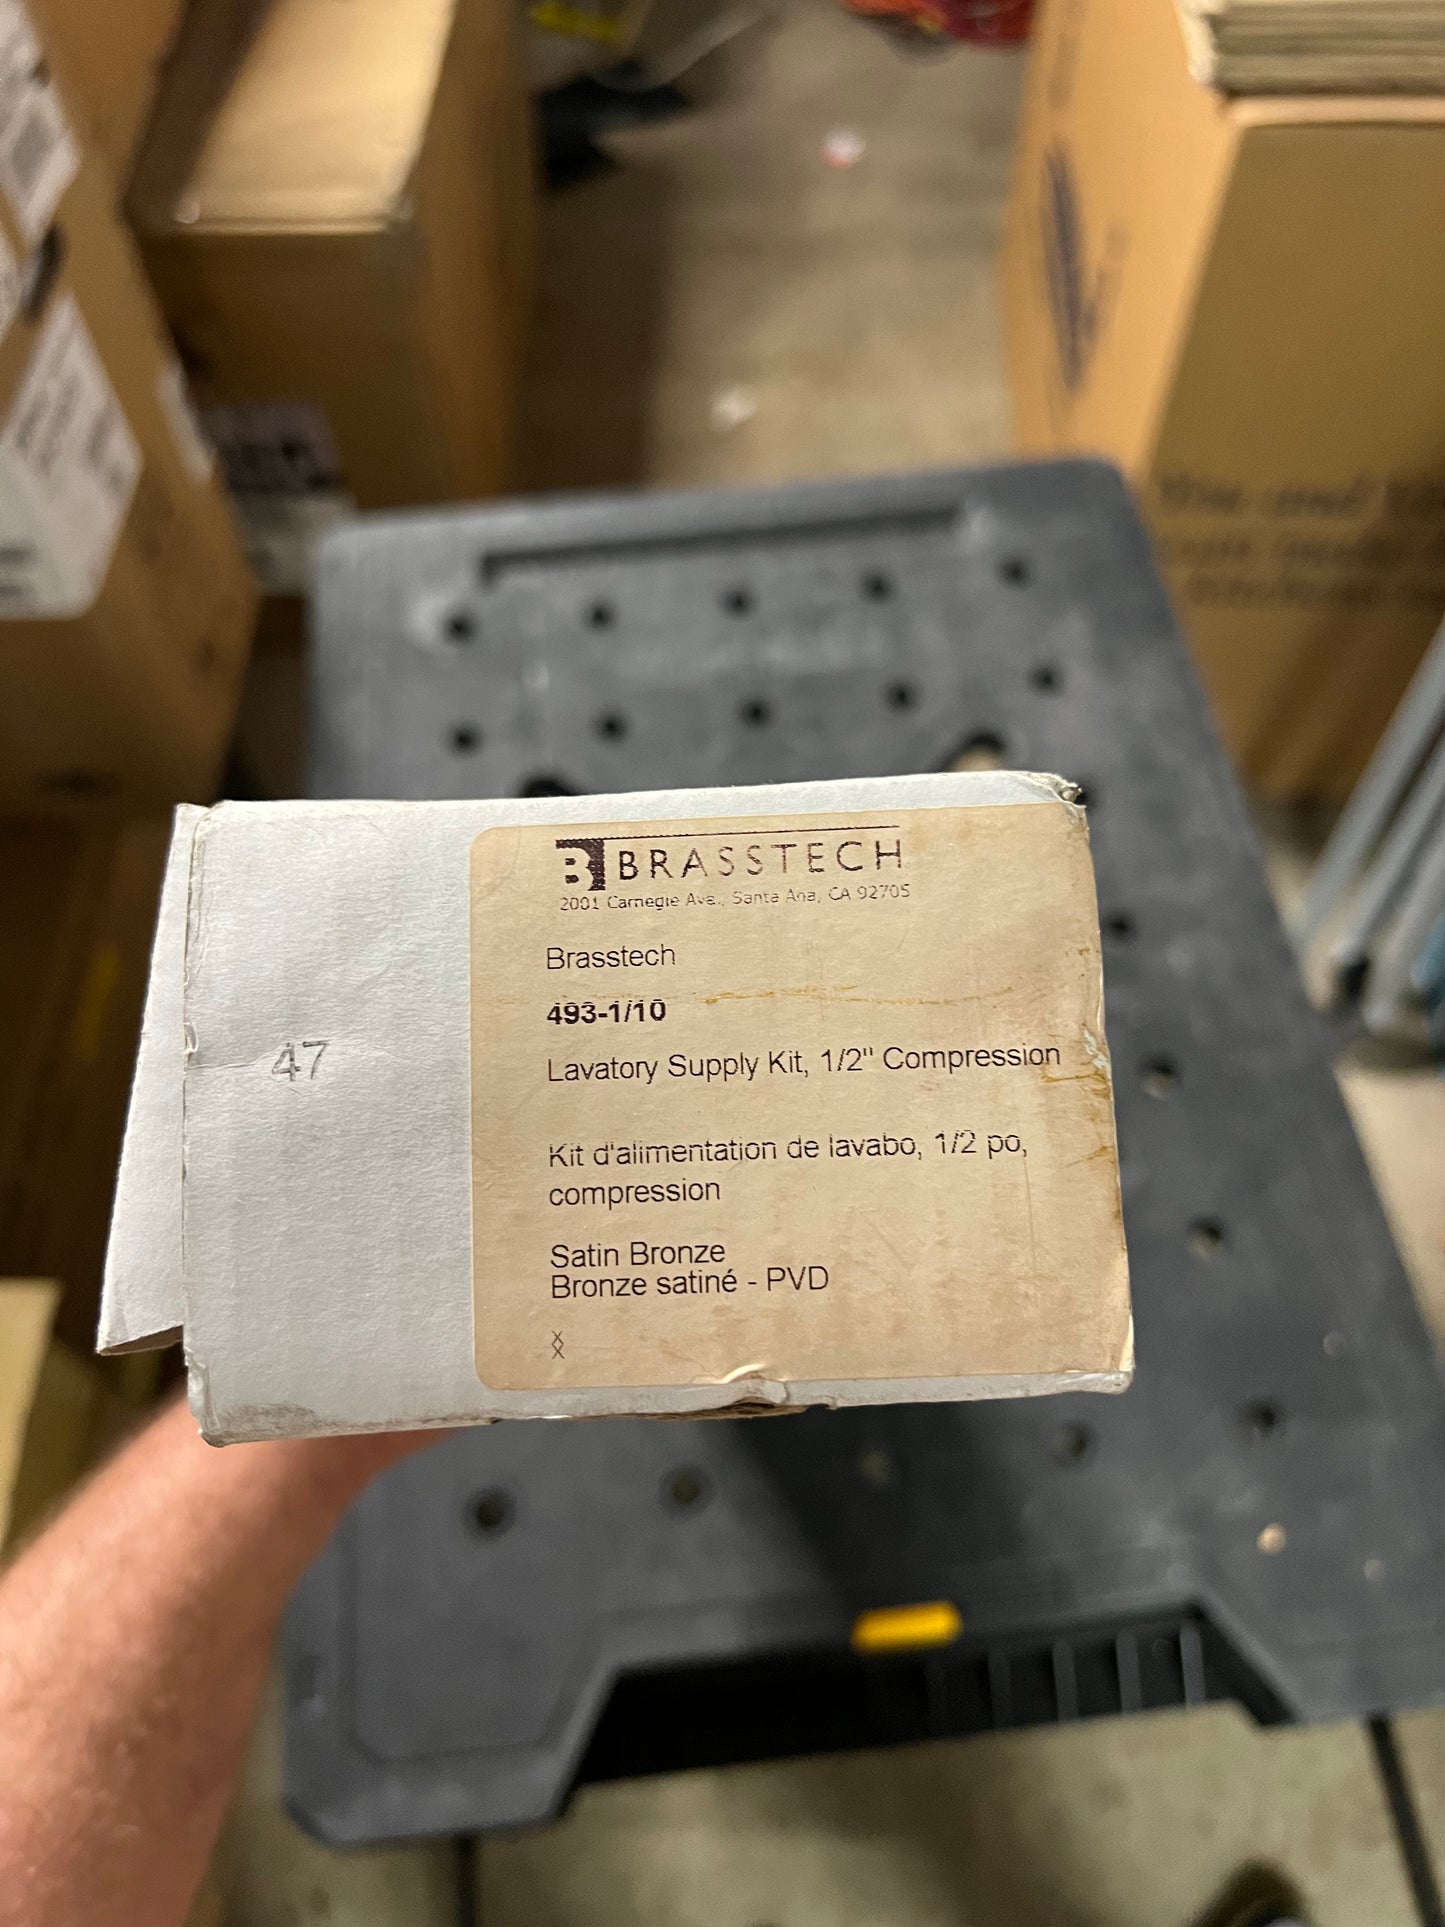 BRASSTECH
2001 Carnegie Ave., Santa Ana, CA 92705
Brasstech
493-1/10
Lavatory Supply Kit, 1/2" Compression
47
Kit d'alimentation de lavabo, 1/2 po,
compression
Satin Bronze
Bronze satiné - PVD